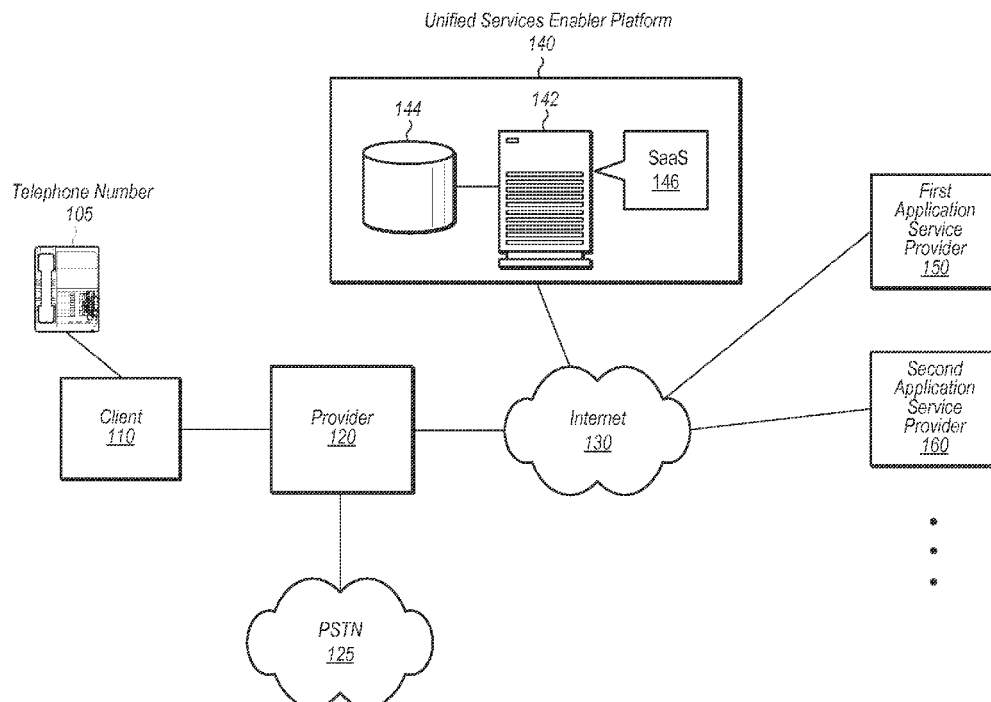 Unified Services Enabler Platform
140
144
142
SaaS
146
Telephone Number
105
First
Application
Service
Provider
150
Client
110
Provider
120
Internet
130
Second
Application
Service
Provider
160
PSTN
125